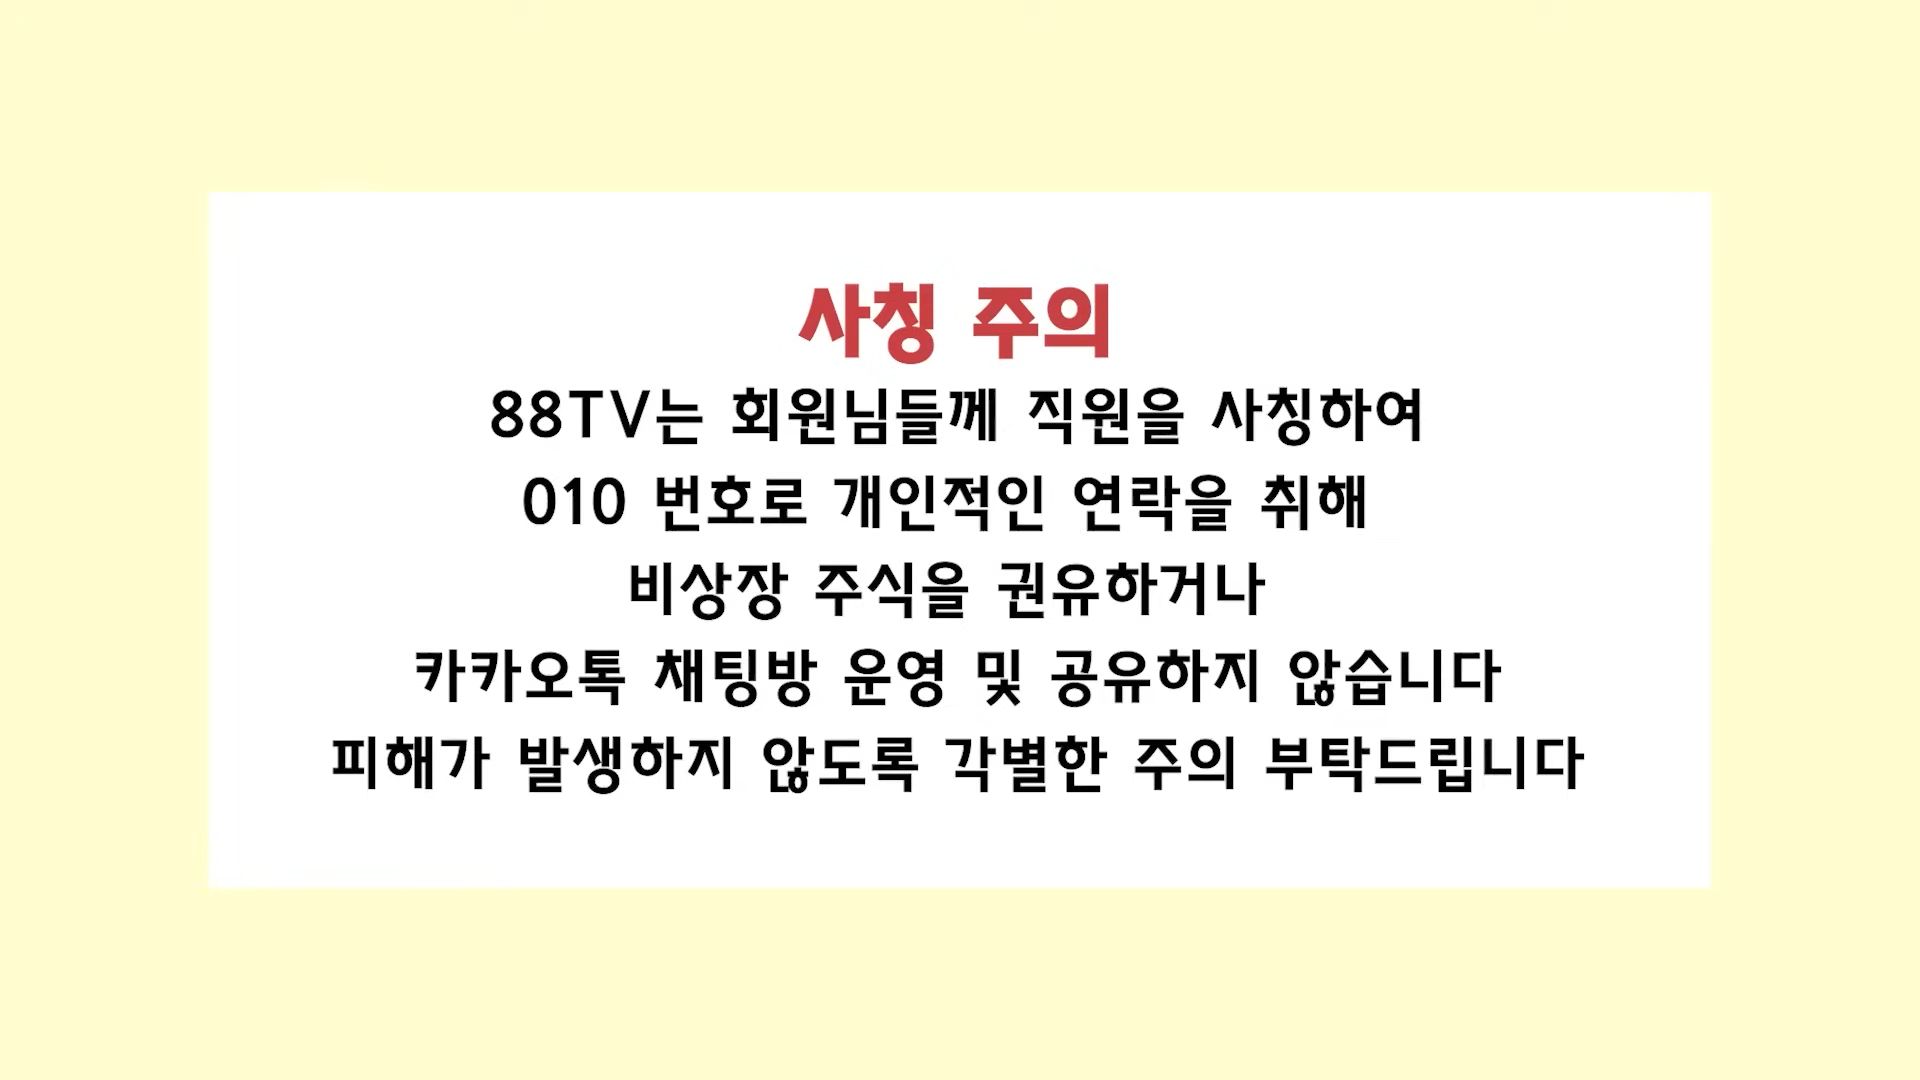 사칭 주의
88TV는 회원님들께 직원을 사칭하여
010 번호로 개인적인 연락을 취해
비상장 주식을 권유하거나
카카오톡 채팅방 운영 및 공유하지 않습니다
피해가 발생하지 않도록 각별한 주의 부탁드립니다